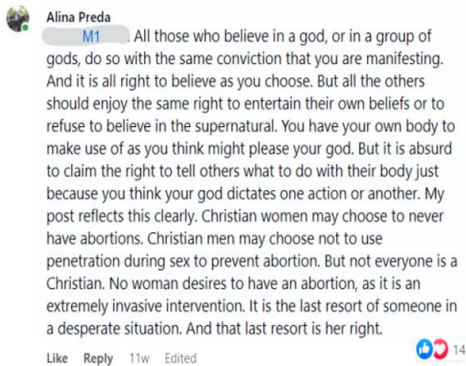 Alina Preda
M1 . All those who believe in a god, or in a group of
gods, do so with the same conviction that you are manifesting.
And it is all right to believe as you choose. But all the others
should enjoy the same right to entertain their own beliefs or to
refuse to believe in the supernatural. You have your own body to
make use of as you think might please your god. But it is absurd
to claim the right to tell others what to do with their body just
because you think your god dictates one action or another. My
post reflects this clearly. Christian women may choose to never
have abortions. Christian men may choose not to use
penetration during sex to prevent abortion. But not everyone is a
Christian. No woman desires to have an abortion, as it is an
extremely invasive intervention. It is the last resort of someone in
a desperate situation. And that last resort is her right.
Like Reply 11w Edited 14